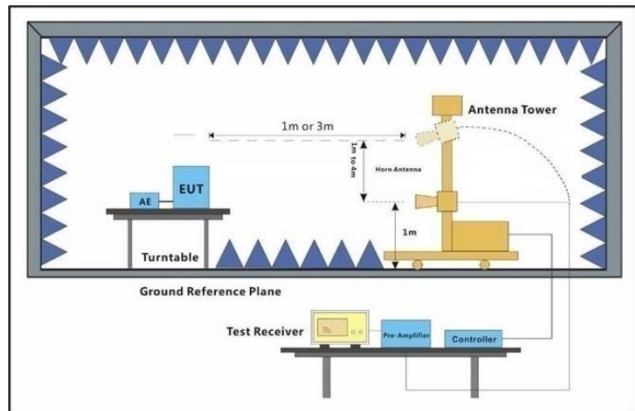 1m or 3m
Antenna Tower
1m to 4m
Horn Antenna
EUT
AE
1m
Turntable
Ground Reference Plane
Test Receiver
Pre-Amplifier
Controller